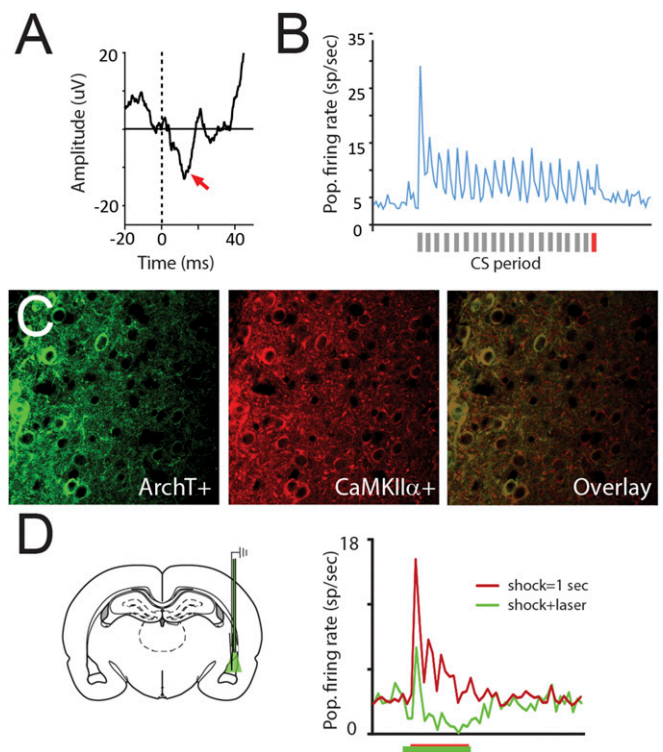 A
Amplitude (uV)
20
-20
-20
0
20
40
Time (ms)
B
Pop. firing rate (sp/sec)
35
25
15
5
0
CS period
C
ArchT+
CaMKIIα+
Overlay
D
Pop. firing rate (sp/sec)
18
0
shock=1 sec
shock+laser